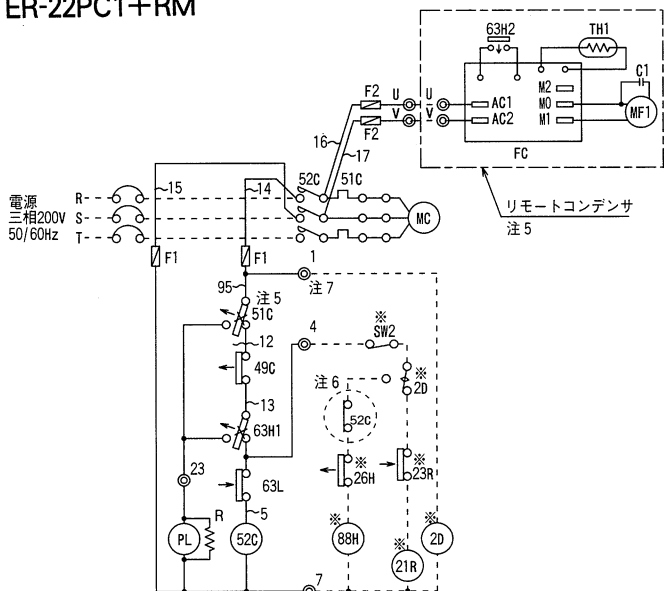 ER-22PC1+RM
63H2
TH1
C1
M2
AC1
M0
AC2
M1
MF1
FC
F2
U
U
V
V
F2
16
17
15
14
52C
51C
電源
三相200V
50/60Hz
R
S
T
MC
リモートコンデンサ
注5
F1
F1
1
注7
95
注5
51C
4
※
SW2
12
49C
注6
※
2D
13
52C
63H1
※
26H
※
23R
23
63L
5
R
PL
52C
※
88H
※
21R
※
2D
7